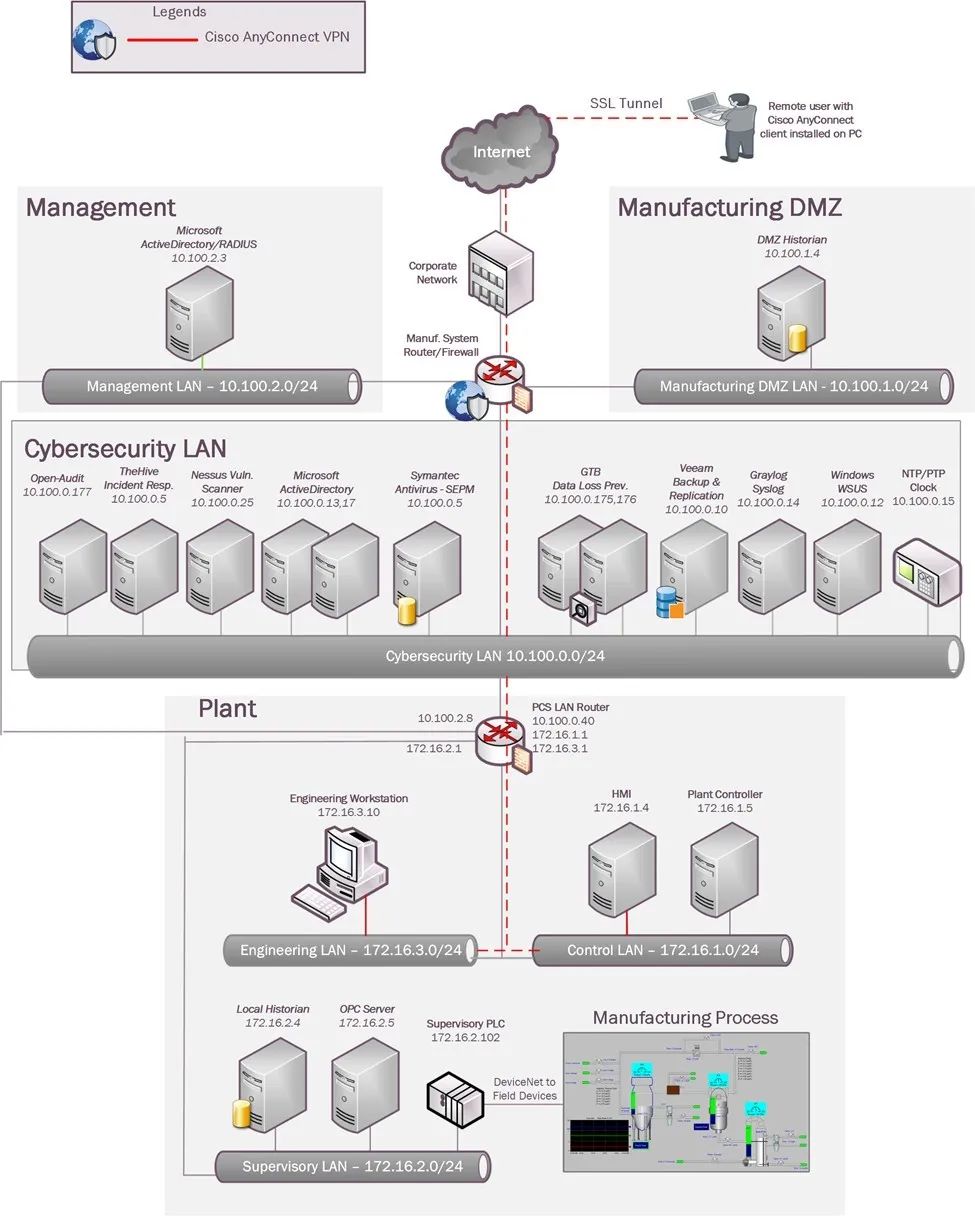 Legends
Cisco AnyConnect VPN
SSL Tunnel
Remote user with
Cisco AnyConnect
client installed on PC
Internet
Management
Microsoft
ActiveDirectory/RADIUS
10.100.2.3
Corporate
Network
Manufacturing DMZ
DMZ Historian
10.100.1.4
Manuf. System
Router/Firewall
Management LAN – 10.100.2.0/24
Manufacturing DMZ LAN - 10.100.1.0/24
Cybersecurity LAN
Open-Audit
10.100.0.177
TheHive
Incident Resp.
10.100.0.5
Nessus Vuln.
Scanner
10.100.0.25
Microsoft
ActiveDirectory
10.100.0.13,17
Symantec
Antivirus - SEPM
10.100.0.5
GTB
Data Loss Prev.
10.100.0.175,176
Veeam
Backup &
Replication
10.100.0.10
Graylog
Syslog
10.100.0.14
Windows
WSUS
10.100.0.12
NTP/PTP
Clock
10.100.0.15
Cybersecurity LAN 10.100.0.0/24
Plant
10.100.2.8
172.16.2.1
PCS LAN Router
10.100.0.40
172.16.1.1
172.16.3.1
Engineering Workstation
172.16.3.10
HMI
172.16.1.4
Plant Controller
172.16.1.5
Engineering LAN – 172.16.3.0/24
Control LAN – 172.16.1.0/24
Local Historian
172.16.2.4
OPC Server
172.16.2.5
Supervisory PLC
172.16.2.102
DeviceNet to
Field Devices
Manufacturing Process
Supervisory LAN – 172.16.2.0/24